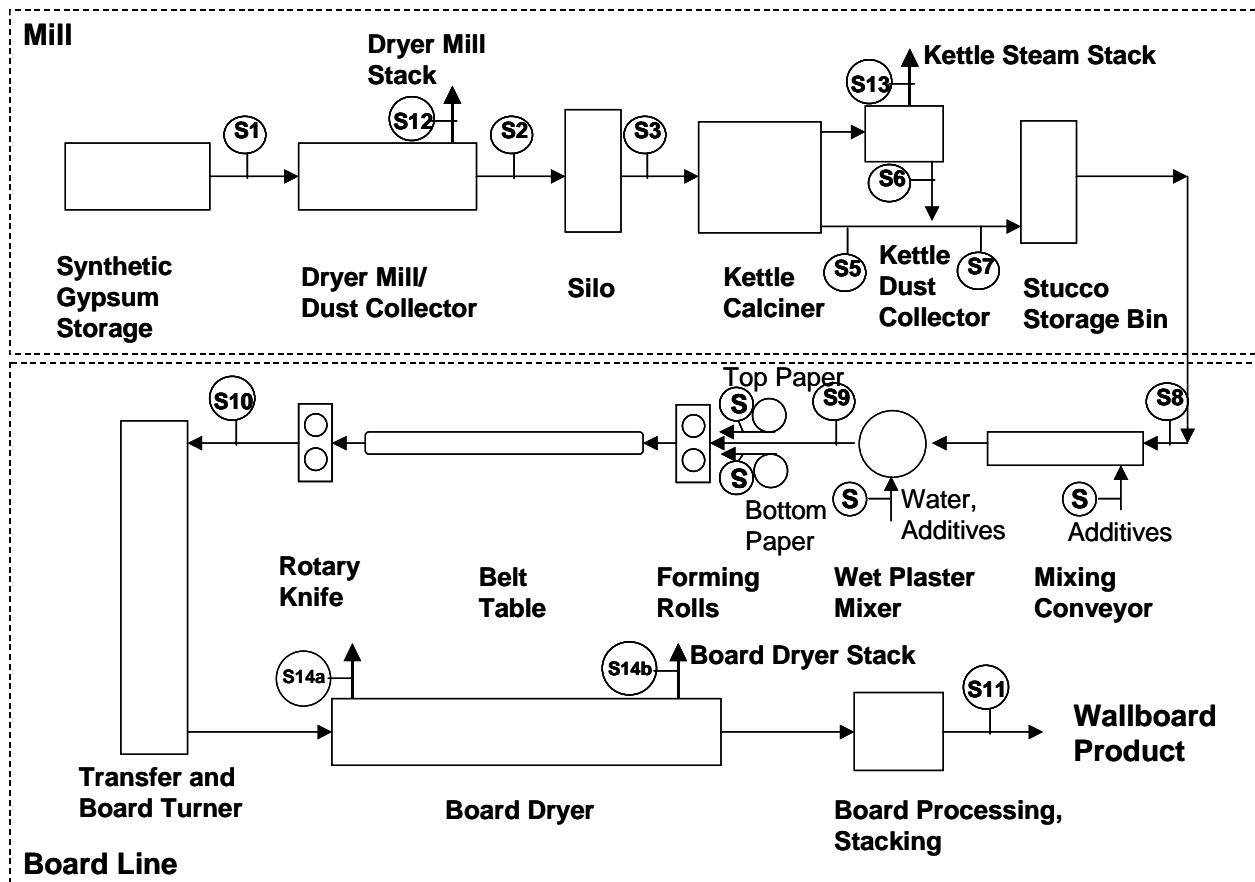 Mill
Dryer Mill
Stack
Kettle Steam Stack
S13
S12
S1
S2
S3
S6
S5
S7
Synthetic
Gypsum
Storage
Dryer Mill/
Dust Collector
Silo
Kettle
Calciner
Kettle
Dust
Collector
Stucco
Storage Bin
Top Paper
S10
S
S9
S8
S
Bottom
Paper
S
Water,
Additives
S
Additives
Rotary
Knife
Belt
Table
Forming
Rolls
Wet Plaster
Mixer
Mixing
Conveyor
S14a
S14b
Board Dryer Stack
S11
Wallboard
Product
Transfer and
Board Turner
Board Dryer
Board Processing,
Stacking
Board Line